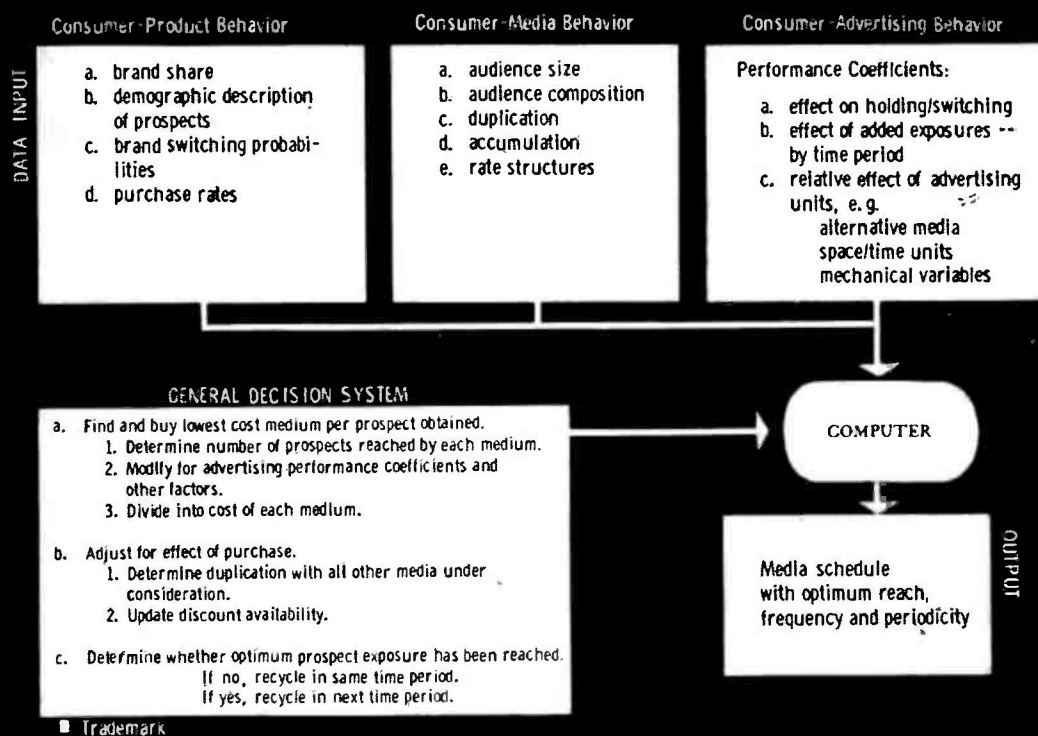 Consumer-Product Behavior
Consumer-Media Behavior
Consumer-Advertising Behavior
DATA INPUT
a. brand share
b. demographic description
of prospects
c. brand switching probabi-
lities
d. purchase rates
a. audience size
b. audience composition
c. duplication
d. accumulation
e. rate structures
Performance Coefficients:
a. effect on holding/switching
b. effect of added exposures --
by time period
c. relative effect of advertising
units, e.g.
alternative media
space/time units
mechanical variables
GENERAL DECISION SYSTEM
a. Find and buy lowest cost medium per prospect obtained.
1. Determine number of prospects reached by each medium.
2. Modify for advertising performance coefficients and
other factors.
3. Divide into cost of each medium.
b. Adjust for effect of purchase.
1. Determine duplication with all other media under
consideration.
2. Update discount availability.
c. Determine whether optimum prospect exposure has been reached.
If no, recycle in same time period.
If yes, recycle in next time period.
COMPUTER
OUTPUT
Media schedule
with optimum reach,
frequency and periodicity
Trademark